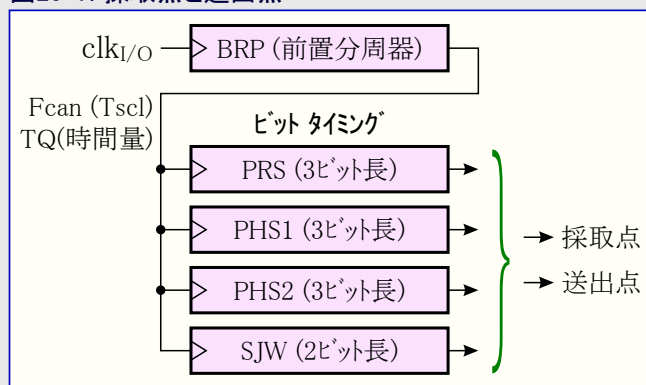 clkI/O
BRP (前置分周器)
Fcan (Tscl)
TQ(時間量)
ﾋﾞｯﾄ ﾀｲﾐﾝｸﾞ
PRS (3ﾋﾞｯﾄ長)
PHS1 (3ﾋﾞｯﾄ長)
PHS2 (3ﾋﾞｯﾄ長)
SJW (2ﾋﾞｯﾄ長)
採取点
送出点